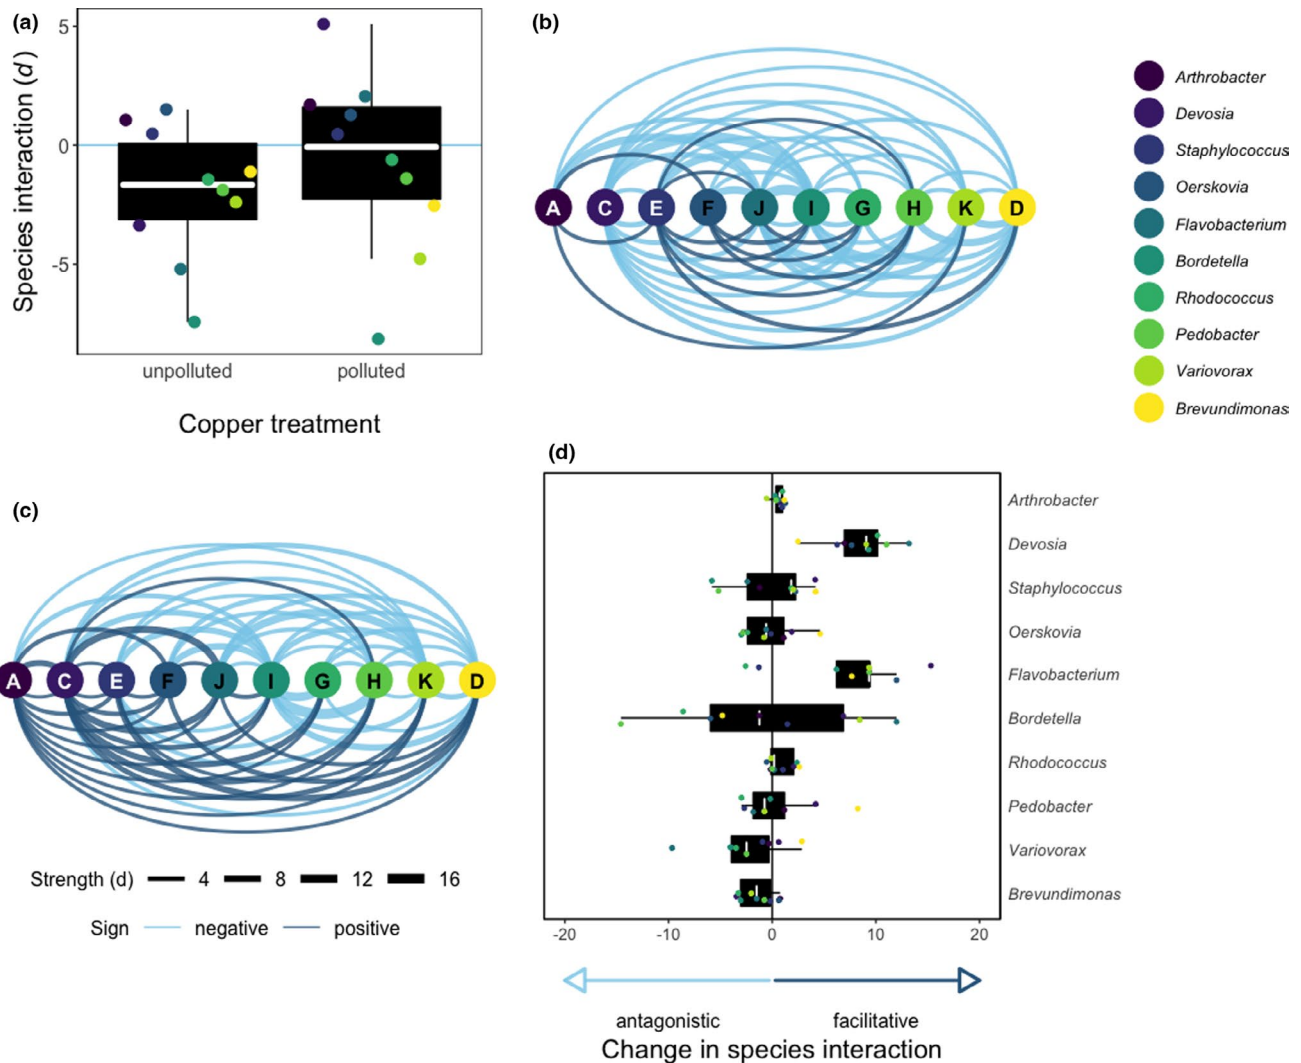 (a)
Species interaction (d)
5
0
-5
unpolluted
polluted
Copper treatment
(b)
A C E F J I G H K D
Arthrobacter
Devosia
Staphylococcus
Oerskovia
Flavobacterium
Bordetella
Rhodococcus
Pedobacter
Variovorax
Brevundimonas
(c)
A C E F J I G H K D
Strength (d) 4 8 12 16
Sign negative positive
(d)
Arthrobacter
Devosia
Staphylococcus
Oerskovia
Flavobacterium
Bordetella
Rhodococcus
Pedobacter
Variovorax
Brevundimonas
-20 -10 0 10 20
antagonistic facilitative
Change in species interaction